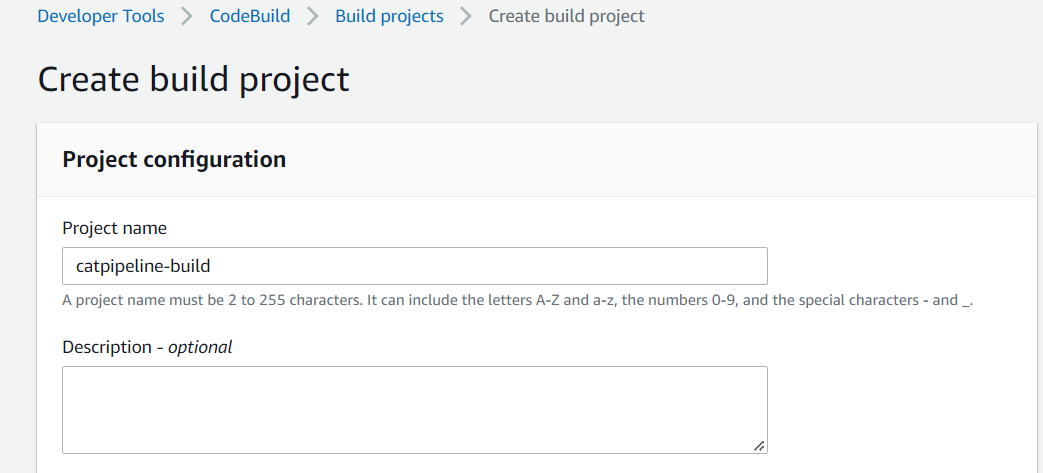 Developer Tools > CodeBuild > Build projects > Create build project
Create build project
Project configuration
Project name
catpipeline-build
A project name must be 2 to 255 characters. It can include the letters A-Z and a-z, the numbers 0-9, and the special characters - and _.
Description - optional